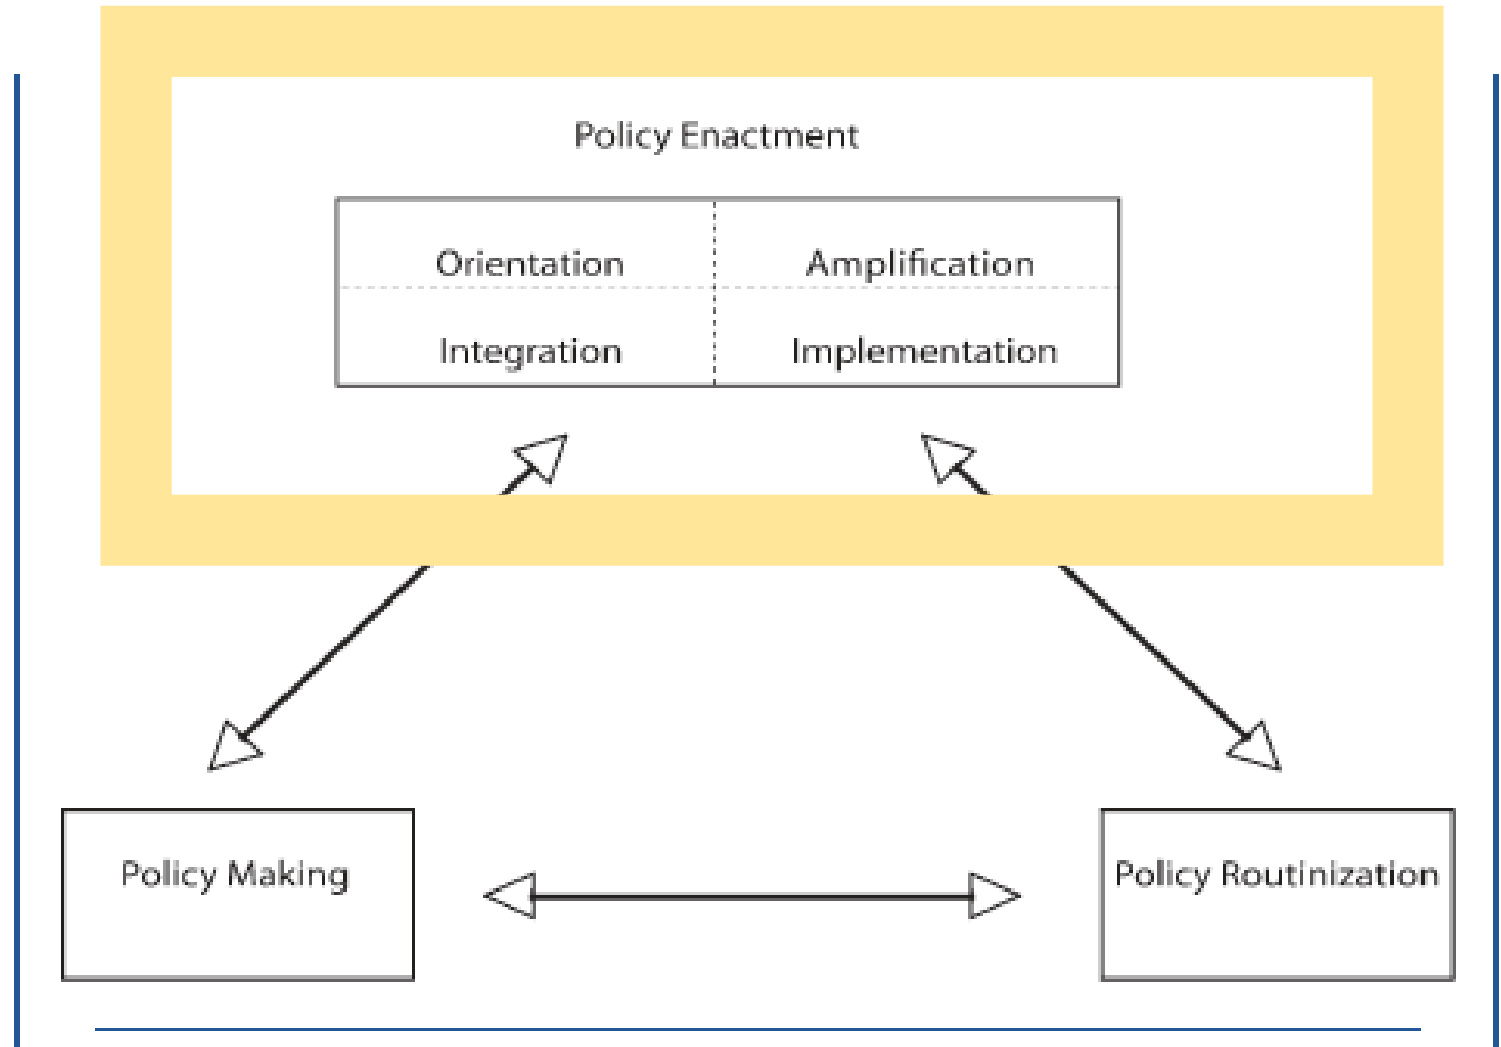 Policy Enactment
Orientation Amplification
Integration Implementation
Policy Making Policy Routinization